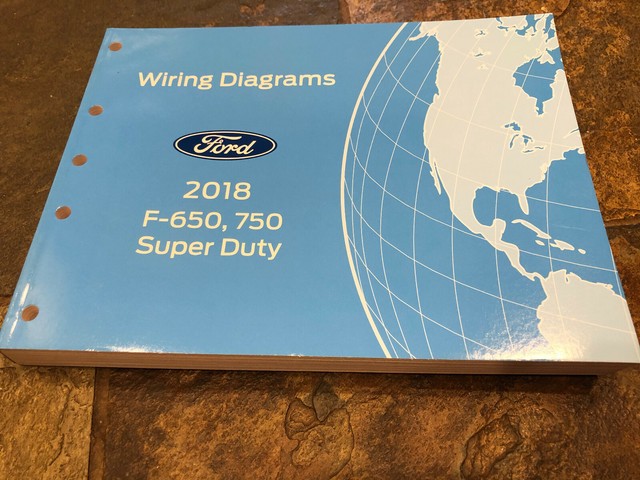 Wiring Diagrams
Ford
2018
F-650, 750
Super Duty